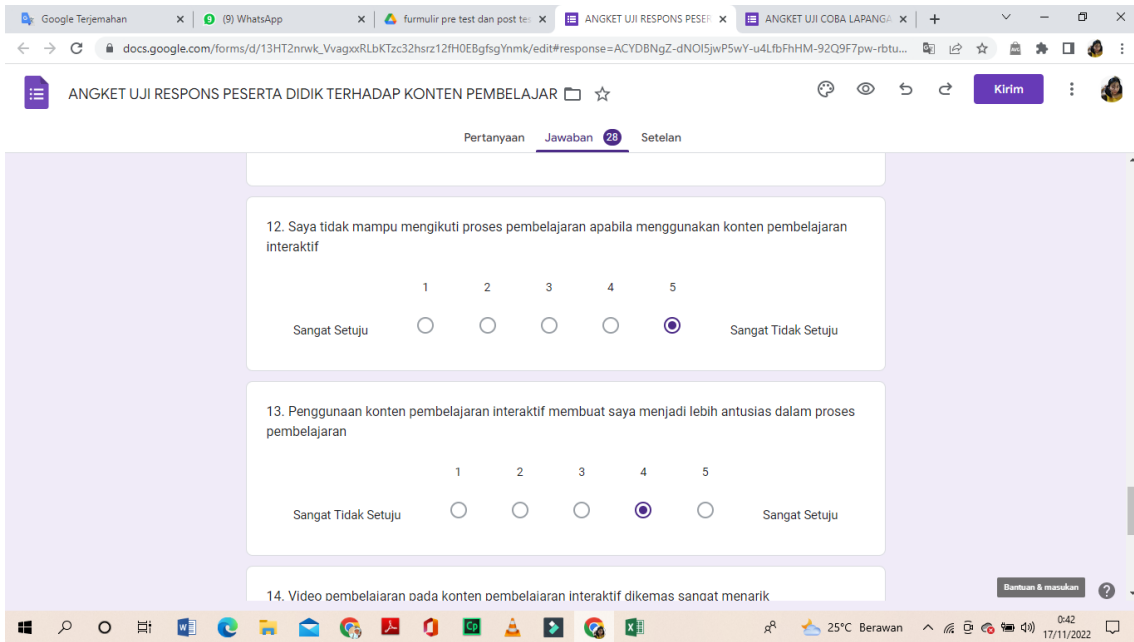 Google Terjemahan
(9) WhatsApp
furmulir pre test dan post tes
ANGKET UJI RESPONS PESER
ANGKET UJI COBA LAPANGA
docs.google.com/forms/d/13HT2nrwk_VvagxxRLbKTzc32hsrz12fH0EBgfsgYnmk/edit#response=ACYDBNgZ-dNOI5jwP5wY-u4LfbFhHM-92Q9F7pw-rbtu...
ANGKET UJI RESPONS PESERTA DIDIK TERHADAP KONTEN PEMBELAJAR
Kirim
Pertanyaan Jawaban 28 Setelan
12. Saya tidak mampu mengikuti proses pembelajaran apabila menggunakan konten pembelajaran
interaktif
1 2 3 4 5
Sangat Setuju Sangat Tidak Setuju
13. Penggunaan konten pembelajaran interaktif membuat saya menjadi lebih antusias dalam proses
pembelajaran
1 2 3 4 5
Sangat Tidak Setuju Sangat Setuju
14. Video pembelajaran pada konten pembelajaran interaktif dikemas sangat menarik
Bantuan & masukan
25°C Berawan
0:42
17/11/2022